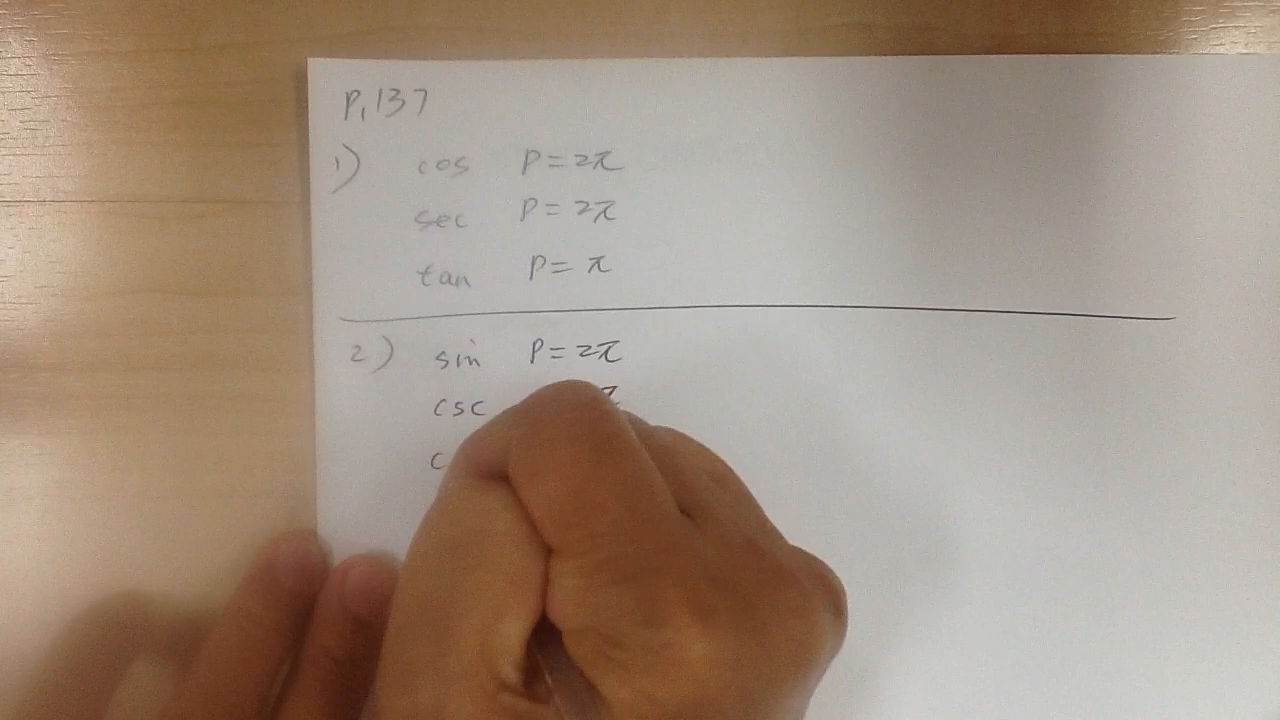 P.137
1) cos P=2π
sec P=2π
tan P=π
2) sin P=2π
csc